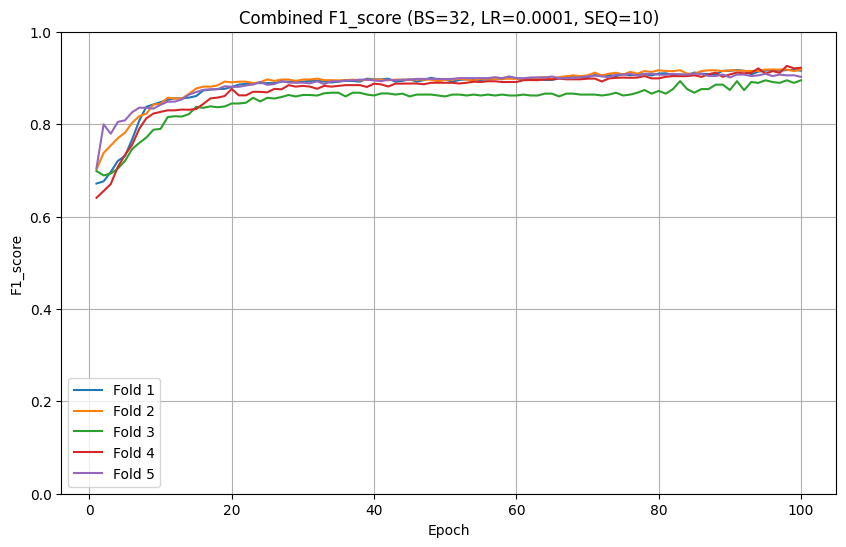 Combined F1_score (BS=32, LR=0.0001, SEQ=10)
F1_score
1.0
0.8
0.6
0.4
0.2
0.0
Fold 1
Fold 2
Fold 3
Fold 4
Fold 5
0 20 40 60 80 100
Epoch